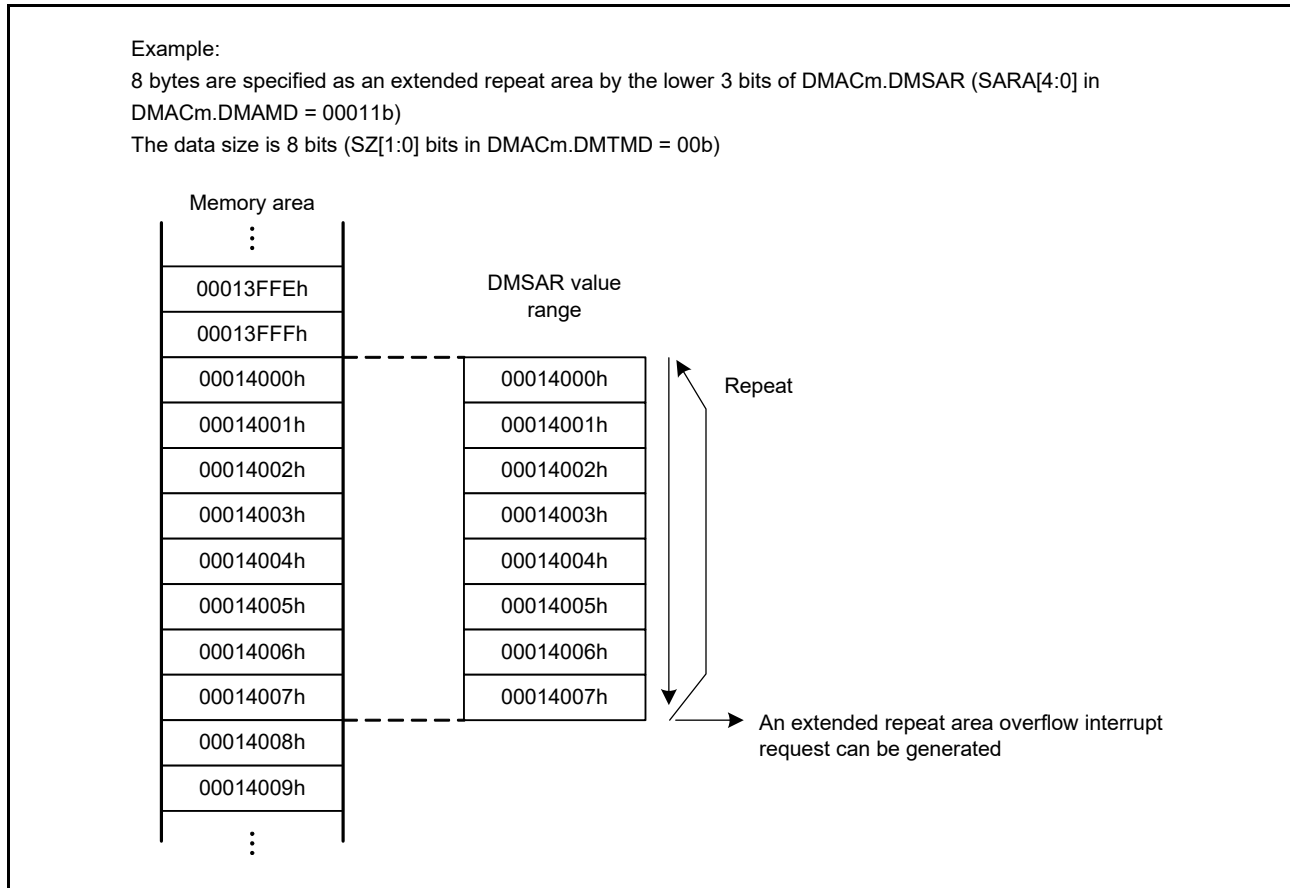 Example:
8 bytes are specified as an extended repeat area by the lower 3 bits of DMACm.DMSAR (SARA[4:0] in
DMACm.DMAMD = 00011b)
The data size is 8 bits (SZ[1:0] bits in DMACm.DMTMD = 00b)
Memory area
⋮
00013FFEh
00013FFFh
00014000h
00014001h
00014002h
00014003h
00014004h
00014005h
00014006h
00014007h
00014008h
00014009h
⋮
DMSAR value
range
00014000h
00014001h
00014002h
00014003h
00014004h
00014005h
00014006h
00014007h
Repeat
An extended repeat area overflow interrupt
request can be generated